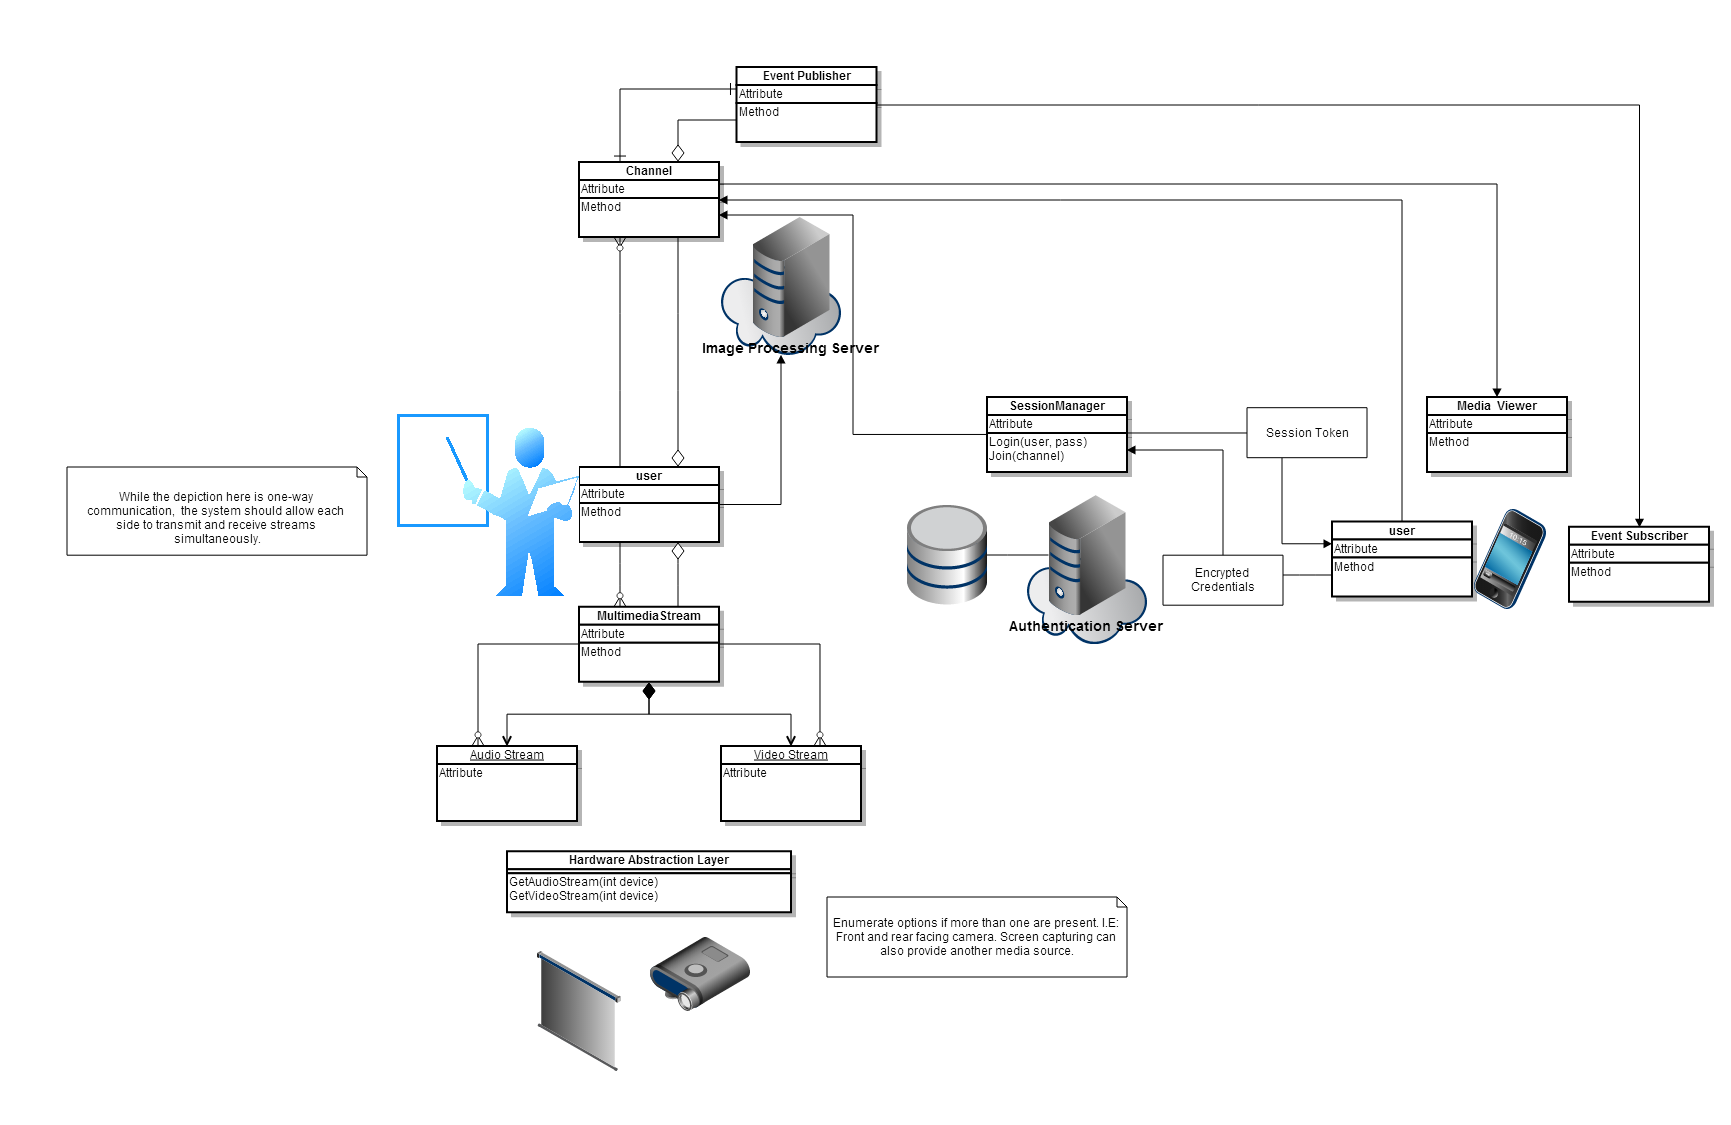 Event Publisher
Attribute
Method
Channel
Attribute
Method
Image Processing Server
SessionManager
Attribute
Login(user, pass)
Join(channel)
Session Token
Media Viewer
Attribute
Method
While the depiction here is one-way
communication, the system should allow each
side to transmit and receive streams
simultaneously.
user
Attribute
Method
user
Attribute
Method
10:15
Event Subscriber
Attribute
Method
Encrypted
Credentials
Authentication Server
MultimediaStream
Attribute
Method
Audio Stream
Attribute
Video Stream
Attribute
Hardware Abstraction Layer
GetAudioStream(int device)
GetVideoStream(int device)
Enumerate options if more than one are present. I.E:
Front and rear facing camera. Screen capturing can
also provide another media source.